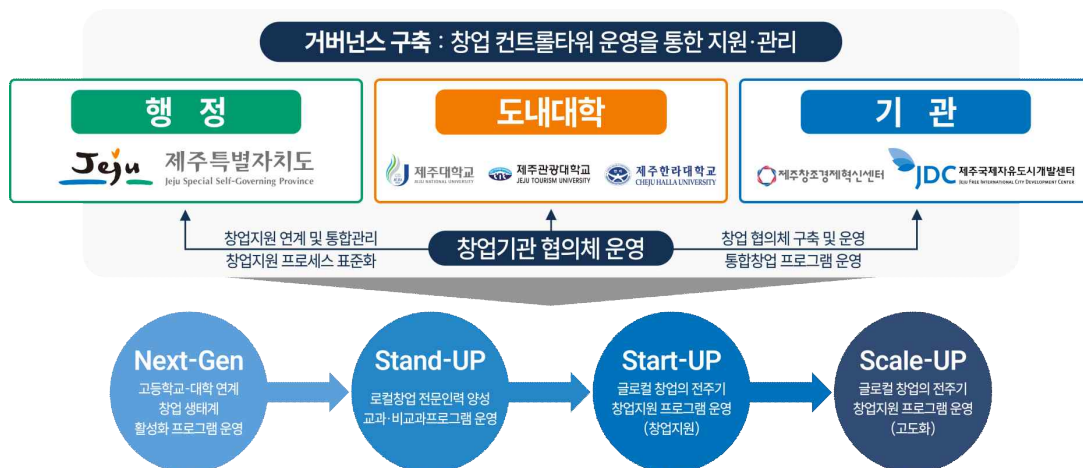 거버넌스 구축 : 창업 컨트롤타워 운영을 통한 지원·관리
행 정
도내대학
기 관
Jeju
제주특별자치도
Jeju Special Self-Governing Province
제주대학교
JEJU NATIONAL UNIVERSITY
제주관광대학교
JEJU TOURISM UNIVERSITY
제주한라대학교
CHEJU HALLA UNIVERSITY
제주창조경제혁신센터
JDC
제주국제자유도시개발센터
JEJU FREE INTERNATIONAL CITY DEVELOPMENT CENTER
창업지원 연계 및 통합관리
창업지원 프로세스 표준화
창업기관 협의체 운영
창업 협의체 구축 및 운영
통합창업 프로그램 운영
Next-Gen
고등학교-대학 연계
창업 생태계
활성화 프로그램 운영
Stand-UP
로컬창업 전문인력 양성
교과·비교과프로그램 운영
Start-UP
글로컬 창업의 전주기
창업지원 프로그램 운영
(창업지원)
Scale-UP
글로컬 창업의 전주기
창업지원 프로그램 운영
(고도화)